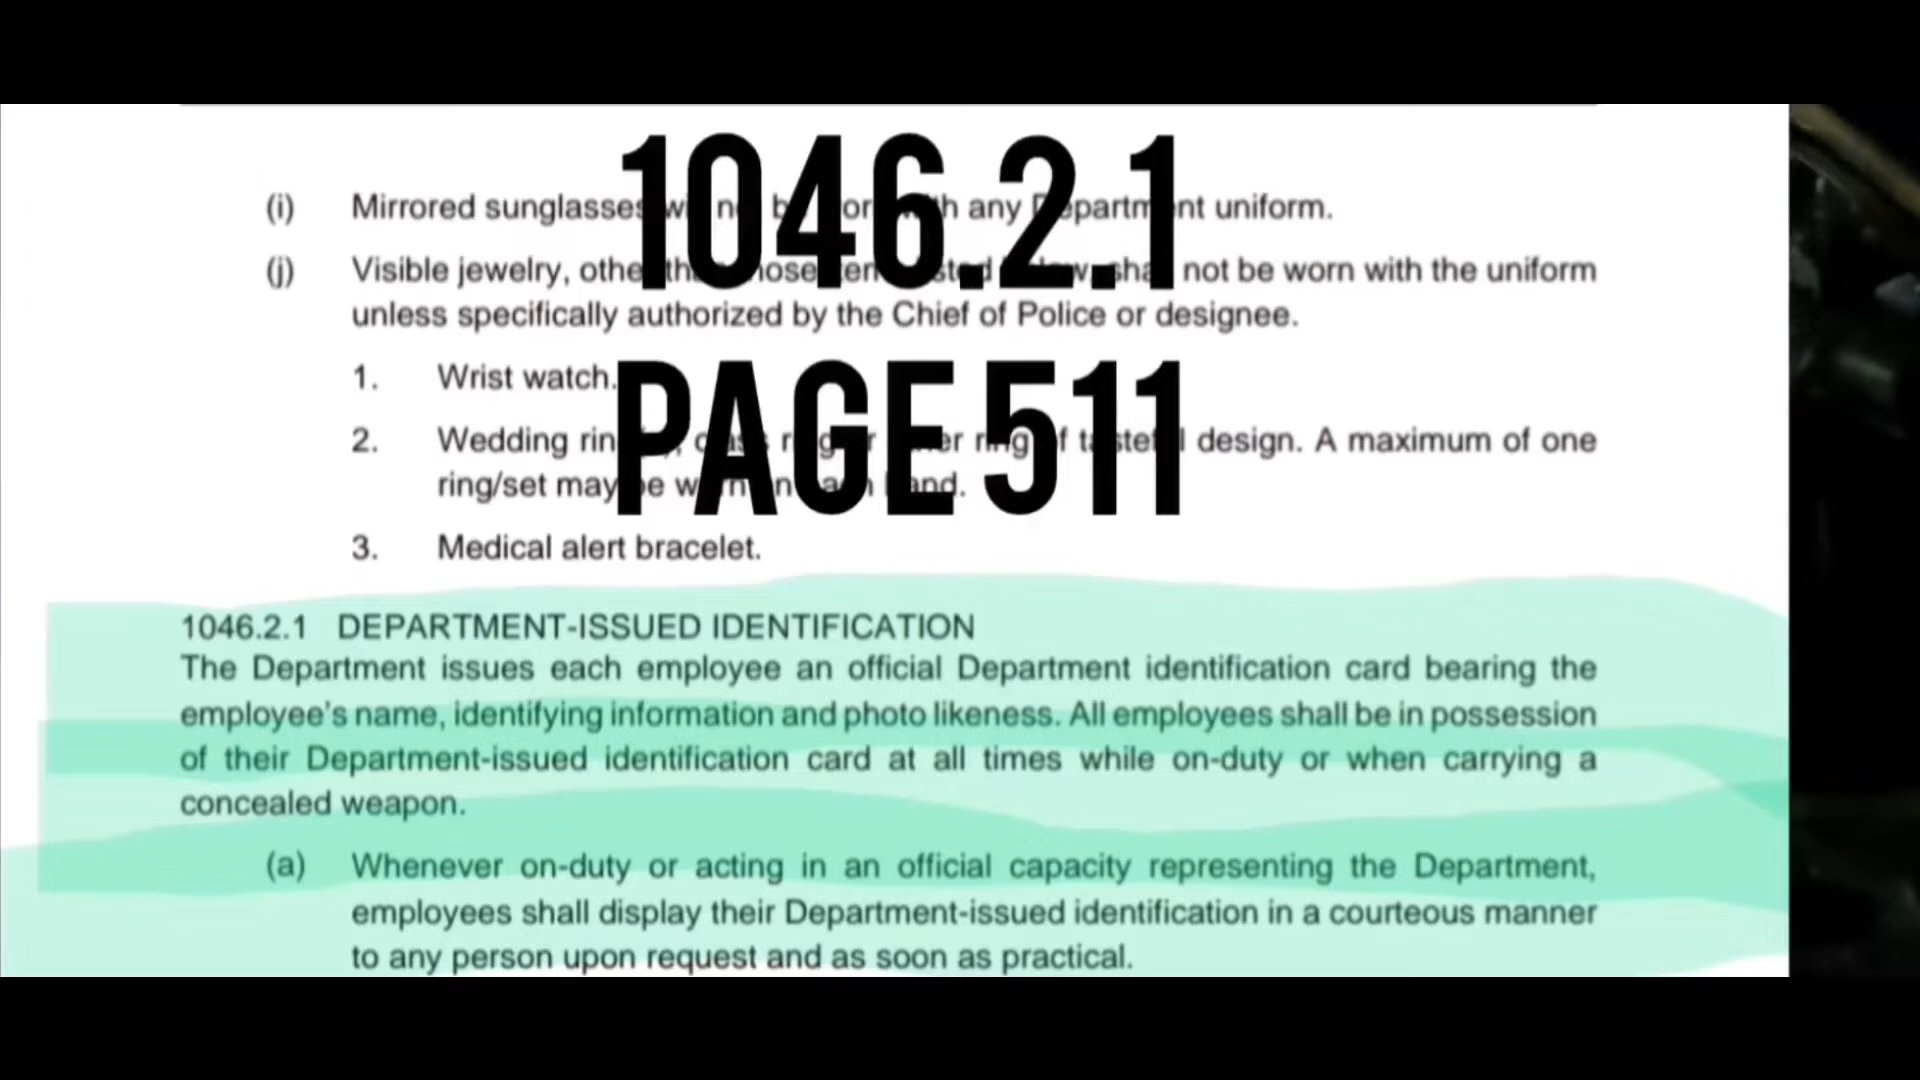 1046.2.1
PAGE 511
(i) Mirrored sunglasses any Department uniform.
(j) Visible jewelry, not be worn with the uniform
unless specifically authorized by the Chief of Police or designee.
1. Wrist watch.
2. Wedding design. A maximum of one
ring/set may
3. Medical alert bracelet.
1046.2.1 DEPARTMENT-ISSUED IDENTIFICATION
The Department issues each employee an official Department identification card bearing the
employee's name, identifying information and photo likeness. All employees shall be in possession
of their Department-issued identification card at all times while on-duty or when carrying a
concealed weapon.
(a) Whenever on-duty or acting in an official capacity representing the Department,
employees shall display their Department-issued identification in a courteous manner
to any person upon request and as soon as practical.